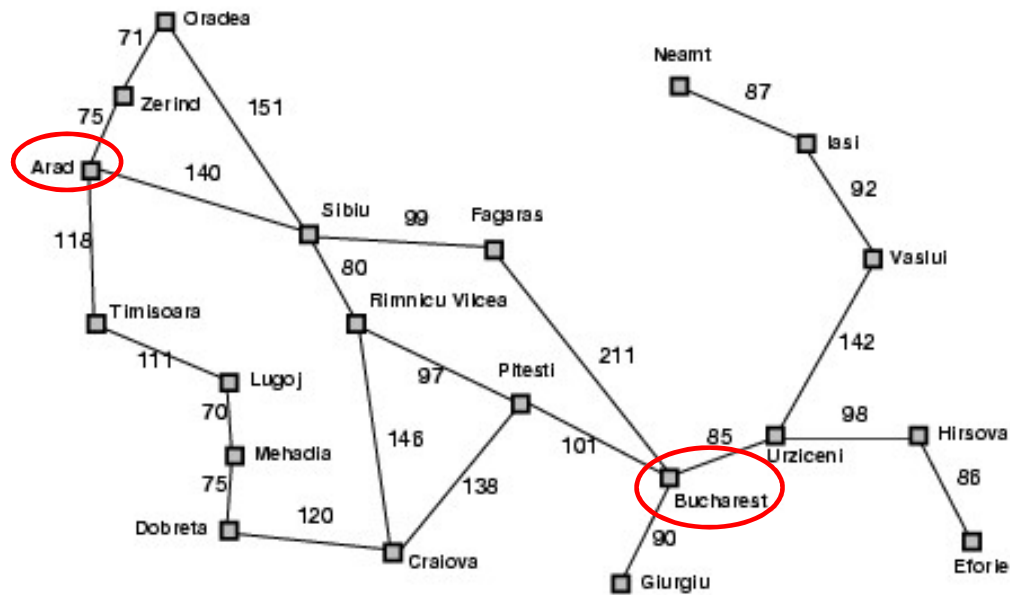 Oradea
71
Neamt
87
Zerind
75
151
Iasi
Arad
140
92
Sibiu
99
Fagaras
118
Vaslui
80
Timisoara
Rimnicu Vilcea
142
211
111
Lugoj
97
Pitesti
70
98
Hirsova
146
101
85
Mehadia
Urziceni
86
75
138
Bucharest
120
Dobreta
90
Craiova
Eforie
Giurgiu